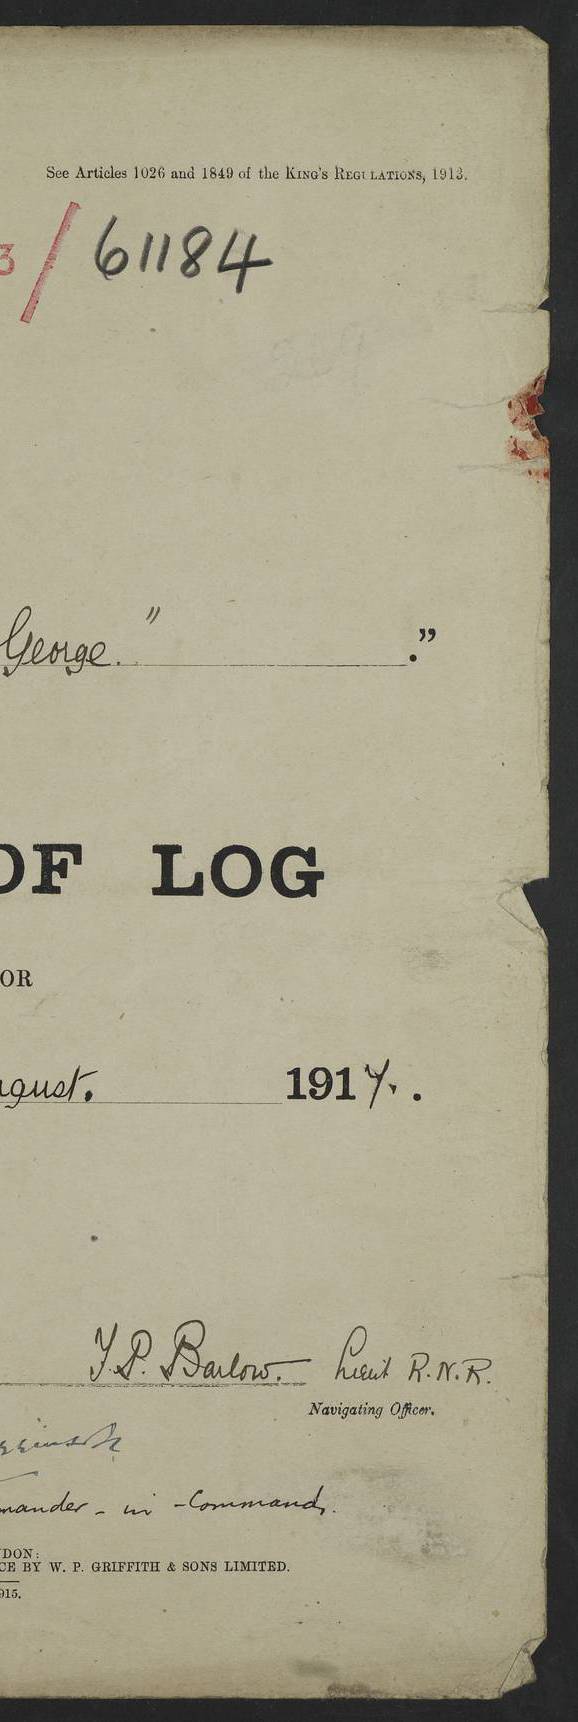 See Articles 1026 and 1849 of the KING'S REGULATIONS, 1913.
3 / 61184
George." ."
OF LOG
OR
ugust. 1917. .
Y.P. Barlow. Lieut R.N.R.
Navigating Officer.
mander - in - Command.
DON:
CE BY W. P. GRIFFITH & SONS LIMITED.
915.